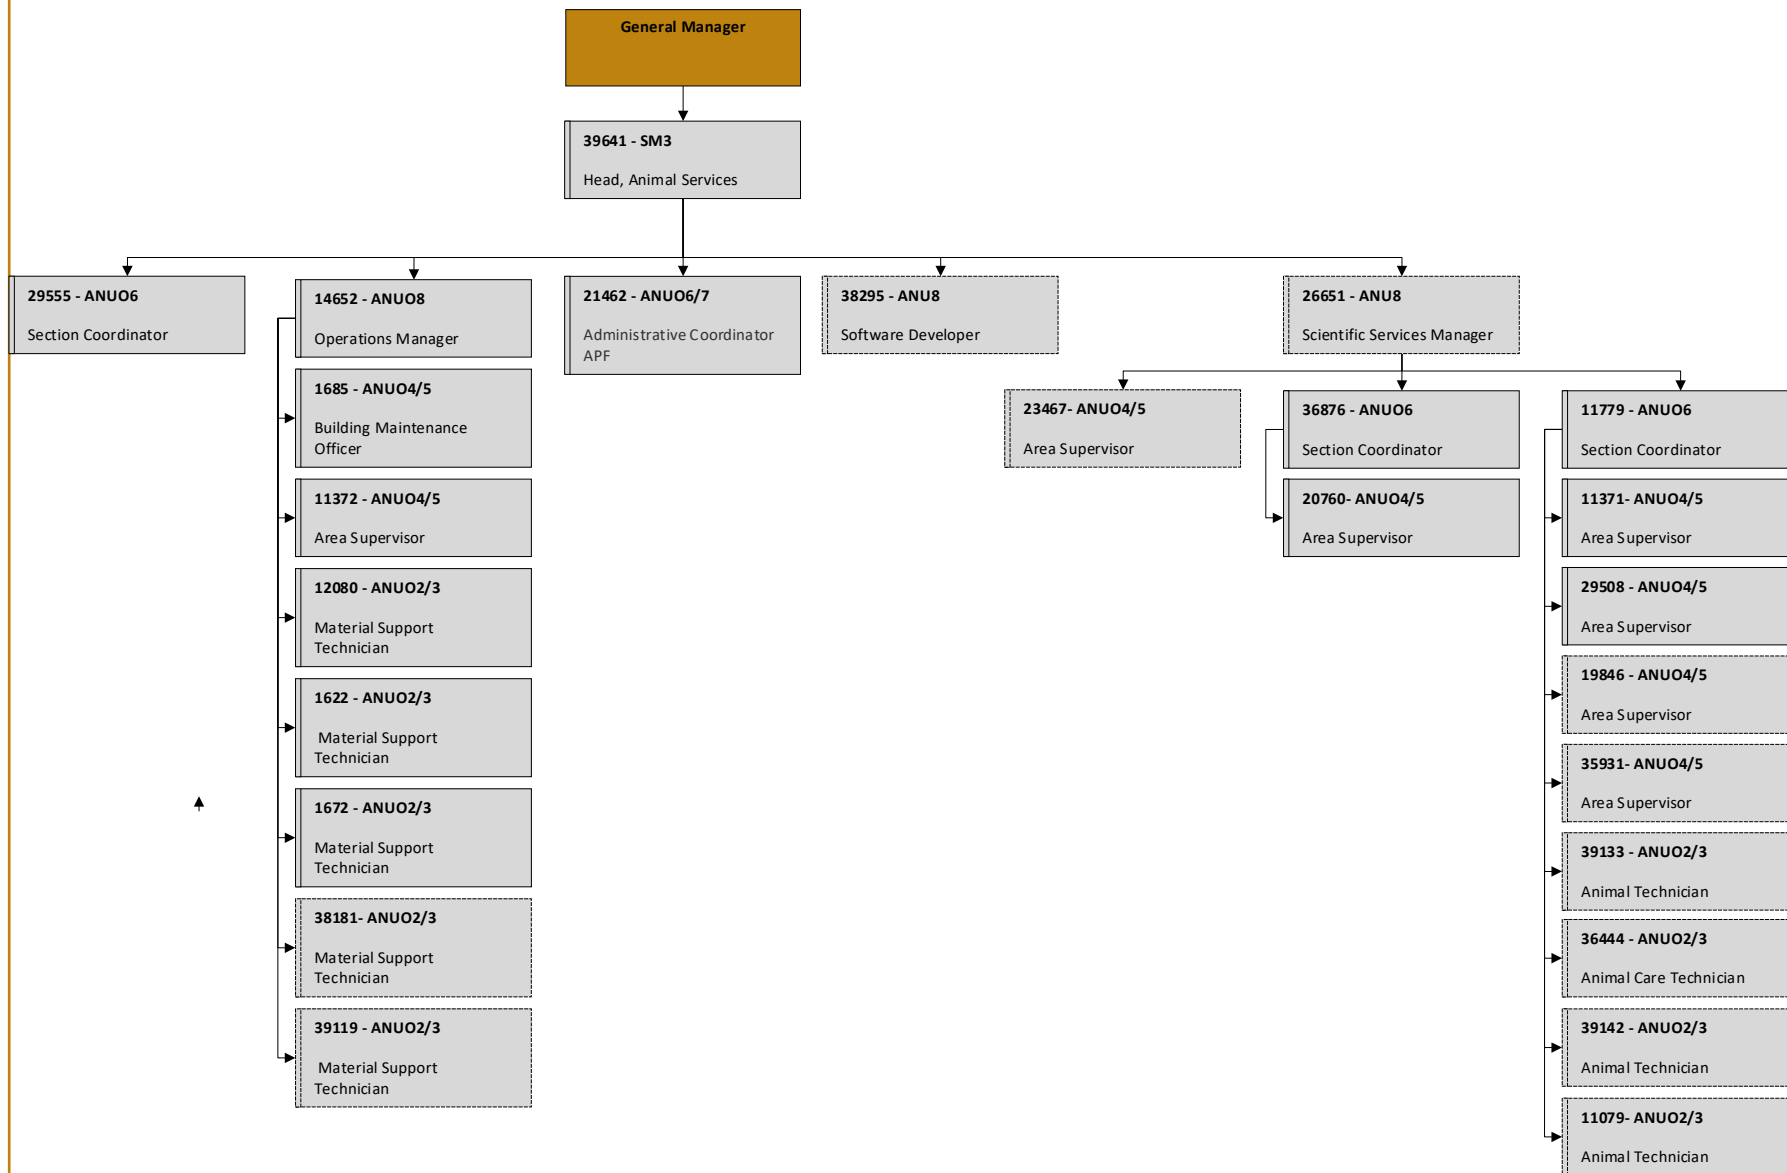 General Manager
39641 - SM3
Head, Animal Services
29555 - ANUO6
Section Coordinator
14652 - ANUO8
Operations Manager
1685 - ANUO4/5
Building Maintenance
Officer
11372 - ANUO4/5
Area Supervisor
12080 - ANUO2/3
Material Support
Technician
1622 - ANUO2/3
Material Support
Technician
1672 - ANUO2/3
Material Support
Technician
38181- ANUO2/3
Material Support
Technician
39119 - ANUO2/3
Material Support
Technician
21462 - ANUO6/7
Administrative Coordinator
APF
38295 - ANU8
Software Developer
26651 - ANU8
Scientific Services Manager
23467- ANUO4/5
Area Supervisor
36876 - ANUO6
Section Coordinator
20760- ANUO4/5
Area Supervisor
11779 - ANUO6
Section Coordinator
11371- ANUO4/5
Area Supervisor
29508 - ANUO4/5
Area Supervisor
19846 - ANUO4/5
Area Supervisor
35931- ANUO4/5
Area Supervisor
39133 - ANUO2/3
Animal Technician
36444 - ANUO2/3
Animal Care Technician
39142 - ANUO2/3
Animal Technician
11079- ANUO2/3
Animal Technician